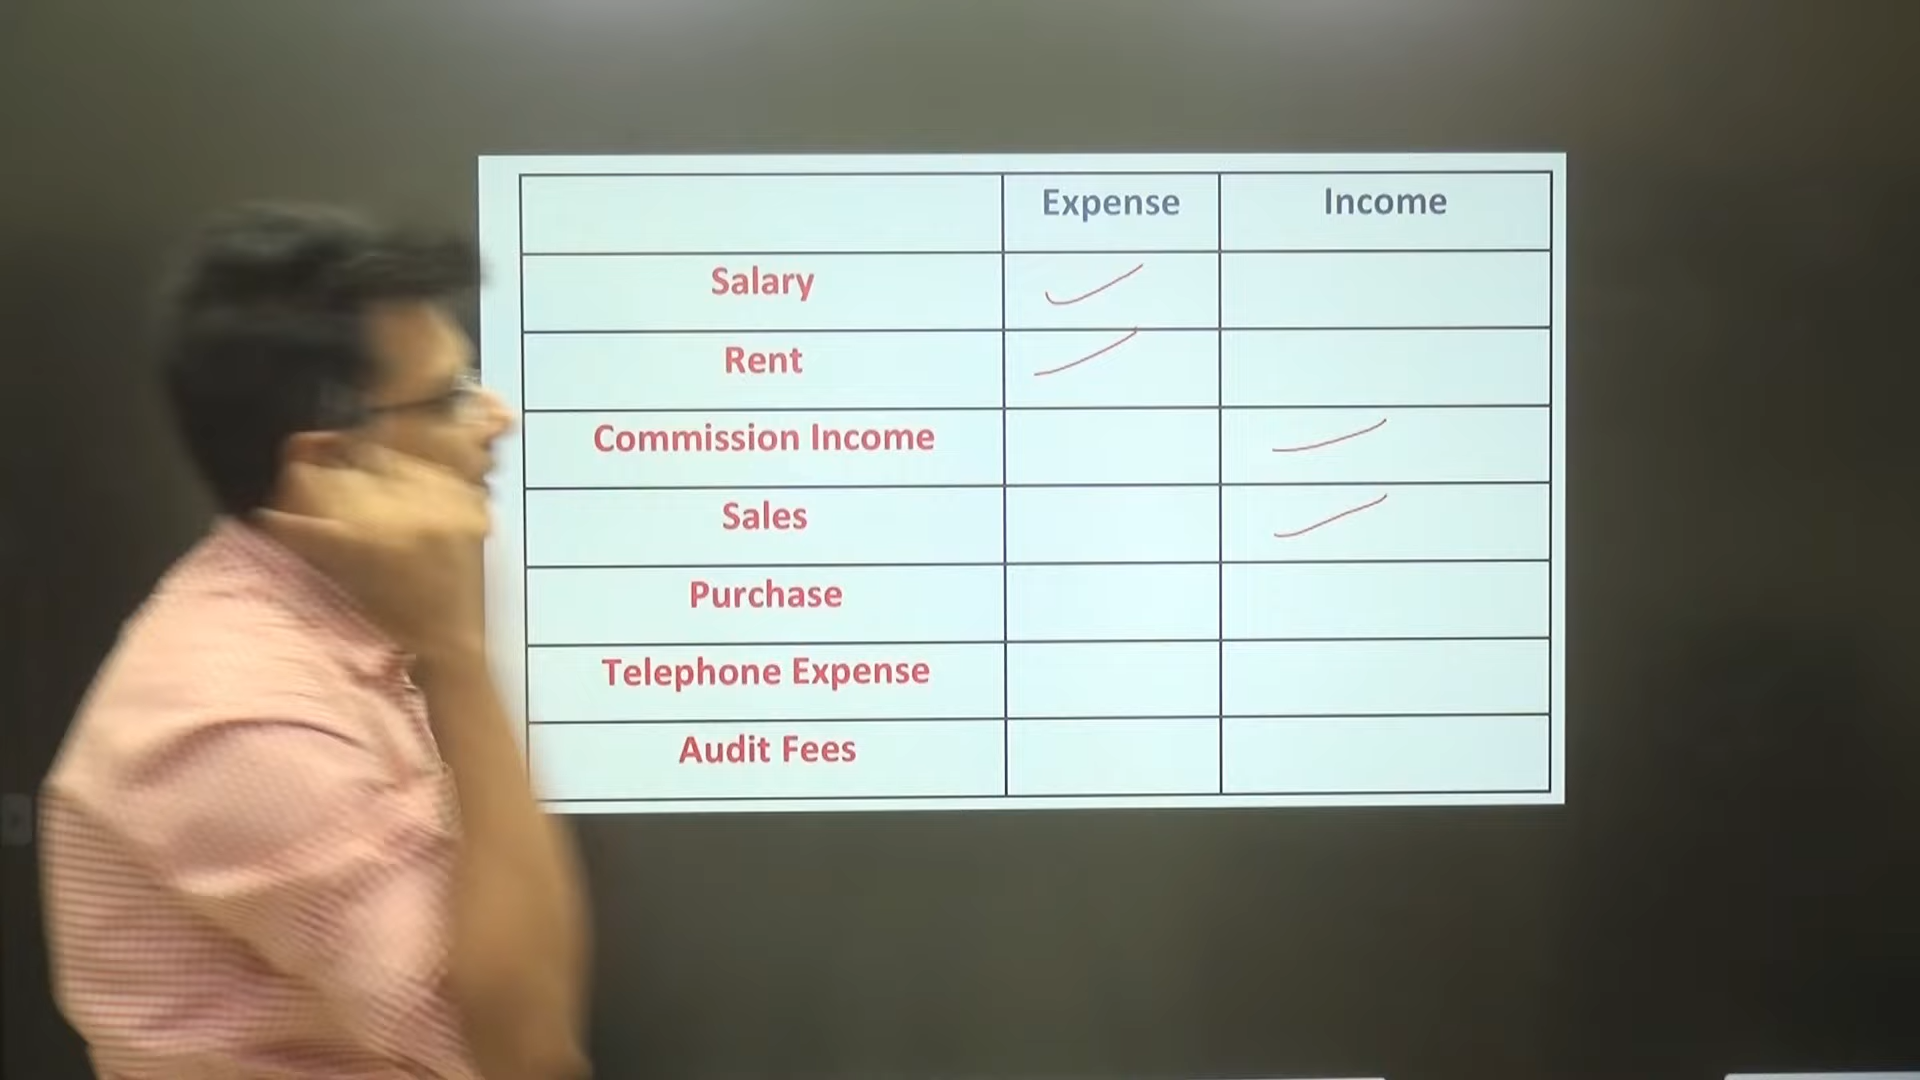 Expense Income
Salary
Rent
Commission Income
Sales
Purchase
Telephone Expense
Audit Fees